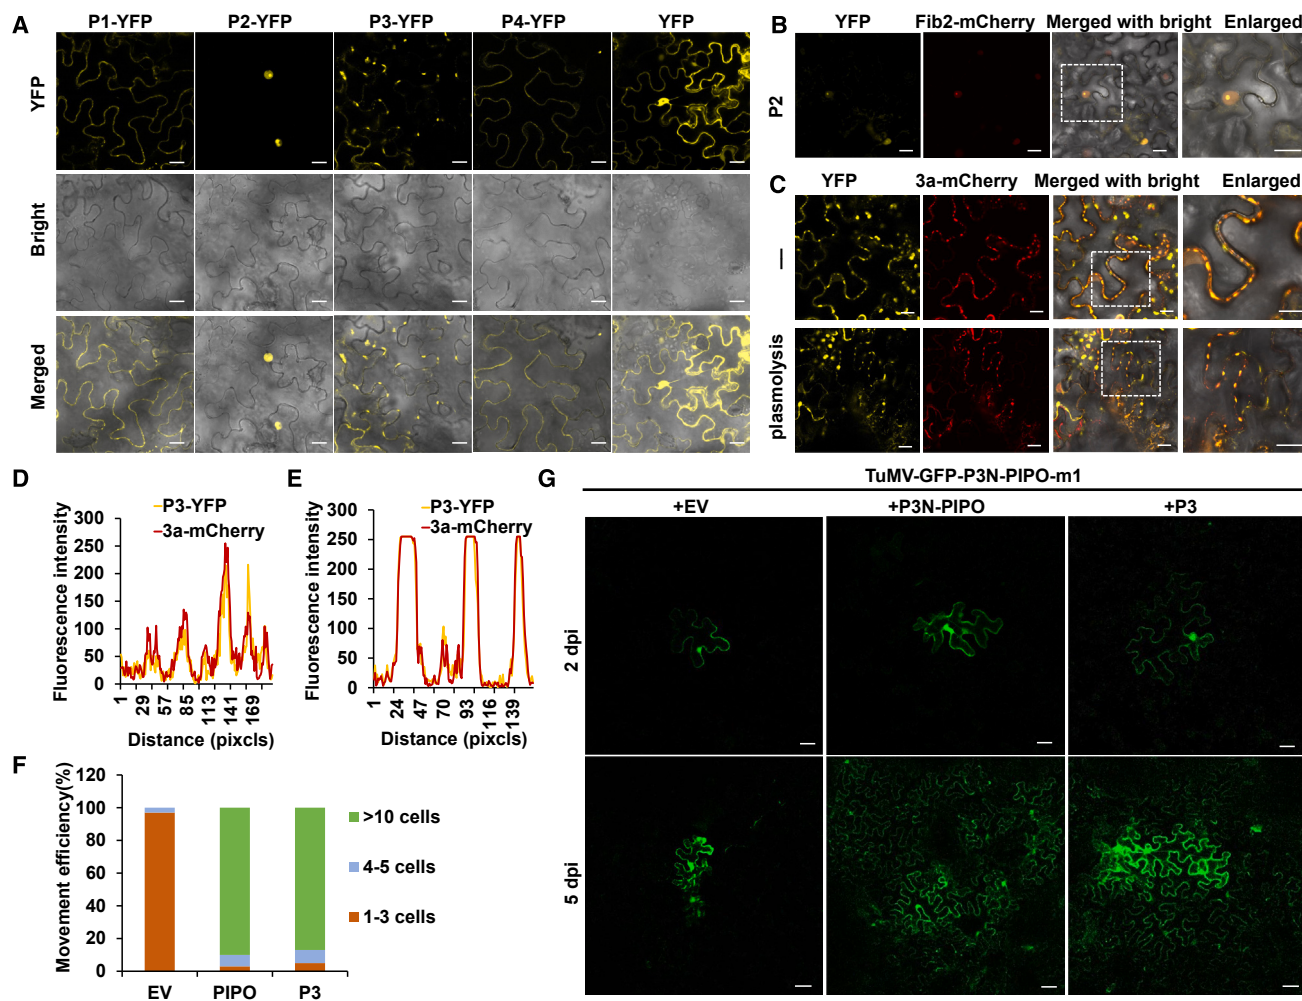 A
P1-YFP P2-YFP P3-YFP P4-YFP YFP
YFP
Bright
Merged
B
YFP Fib2-mCherry Merged with bright Enlarged
P2
C
YFP 3a-mCherry Merged with bright Enlarged
—
plasmolysis
D
P3-YFP
3a-mCherry
Fluorescence intensity
300
250
200
150
100
50
0
1 29 57 85 113 141 169
Distance (pixcls)
E
P3-YFP
3a-mCherry
Fluorescence intensity
300
250
200
150
100
50
0
1 24 47 70 93 116 139
Distance (pixcls)
F
Movement efficiency(%)
120
100
80
60
40
20
0
EV PIPO P3
>10 cells
4-5 cells
1-3 cells
G
TuMV-GFP-P3N-PIPO-m1
+EV +P3N-PIPO +P3
2 dpi
5 dpi